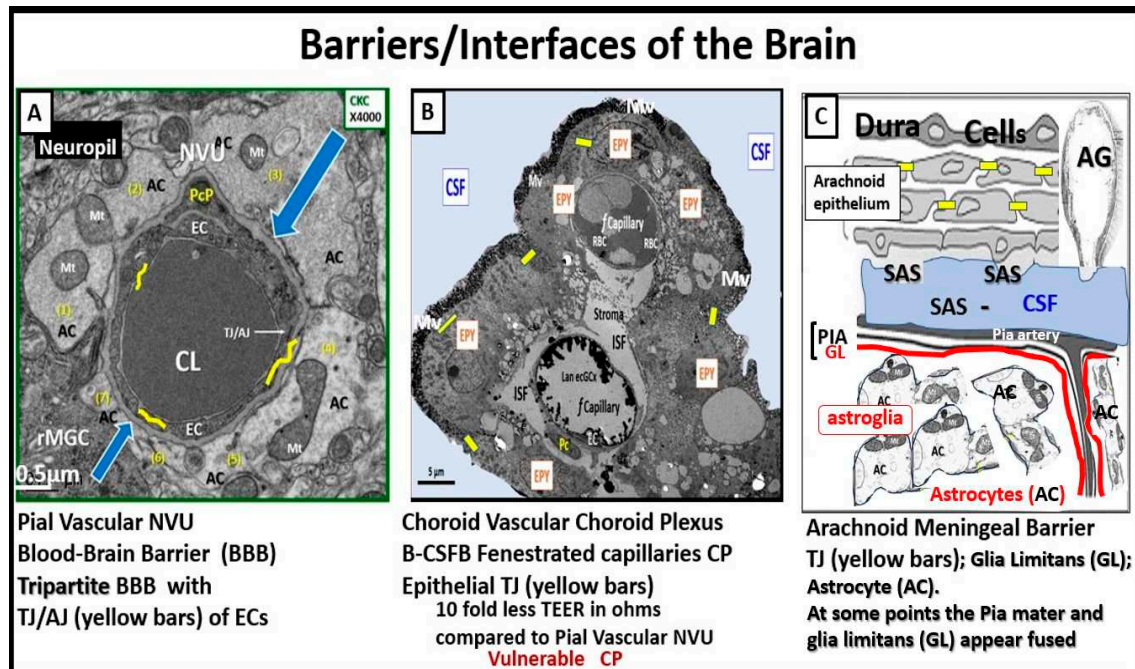 Barriers/Interfaces of the Brain
A
CKC
X4000
Neuropil
NVU
AC
Mt
(3)
(2)
AC
PcP
EC
Mt
AC
Mt
(1)
AC
TJ/AJ
CL
(4)
AC
(7)
AC
EC
rMGC
(6)
AC
(5)
Mt
0.5µm
Pial Vascular NVU
Blood-Brain Barrier (BBB)
Tripartite BBB with
TJ/AJ (yellow bars) of ECs
B
Mv
EPY
CSF
CSF
Mv
EPY
EPY
fCapillary
RBC
RBC
Mv
Mv
Stroma
EPY
ISF
EPY
Lan ecGCx
ISF
fCapillary
Pc
EC
EPY
5 µm
Choroid Vascular Choroid Plexus
B-CSFB Fenestrated capillaries CP
Epithelial TJ (yellow bars)
10 fold less TEER in ohms
compared to Pial Vascular NVU
Vulnerable CP
C
Dura Cells
AG
Arachnoid
epithelium
SAS SAS
SAS - CSF
PIA
Pia artery
GL
AC
AC
AC
astroglia
AC
AC
AC
Astrocytes (AC)
Arachnoid Meningeal Barrier
TJ (yellow bars); Glia Limitans (GL);
Astrocyte (AC).
At some points the Pia mater and
glia limitans (GL) appear fused